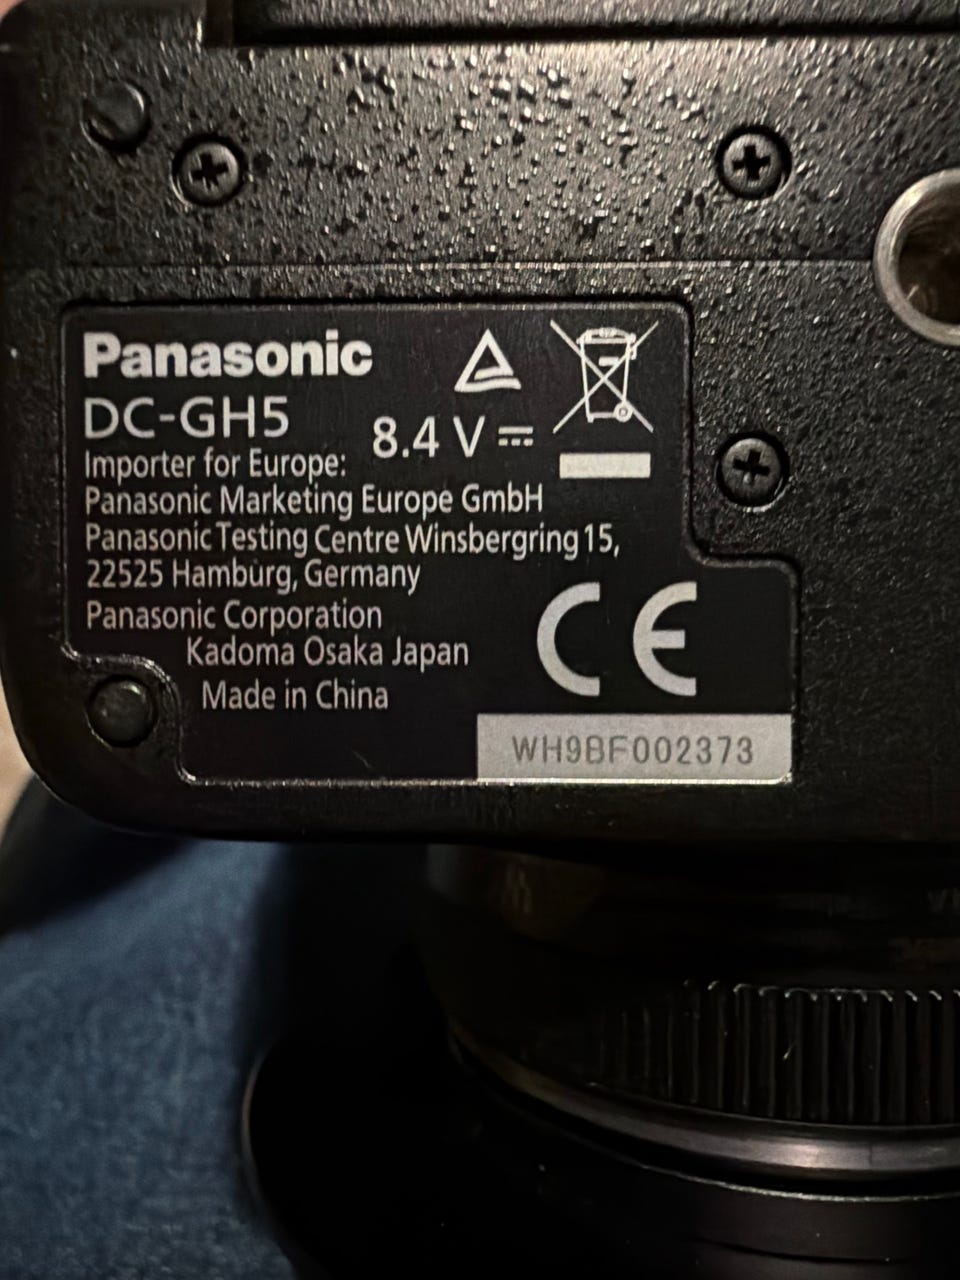 Panasonic
DC-GH5
8.4 V ⎓
Importer for Europe:
Panasonic Marketing Europe GmbH
Panasonic Testing Centre Winsbergring 15,
22525 Hamburg, Germany
Panasonic Corporation
Kadoma Osaka Japan
Made in China
CE
WH9BF002373